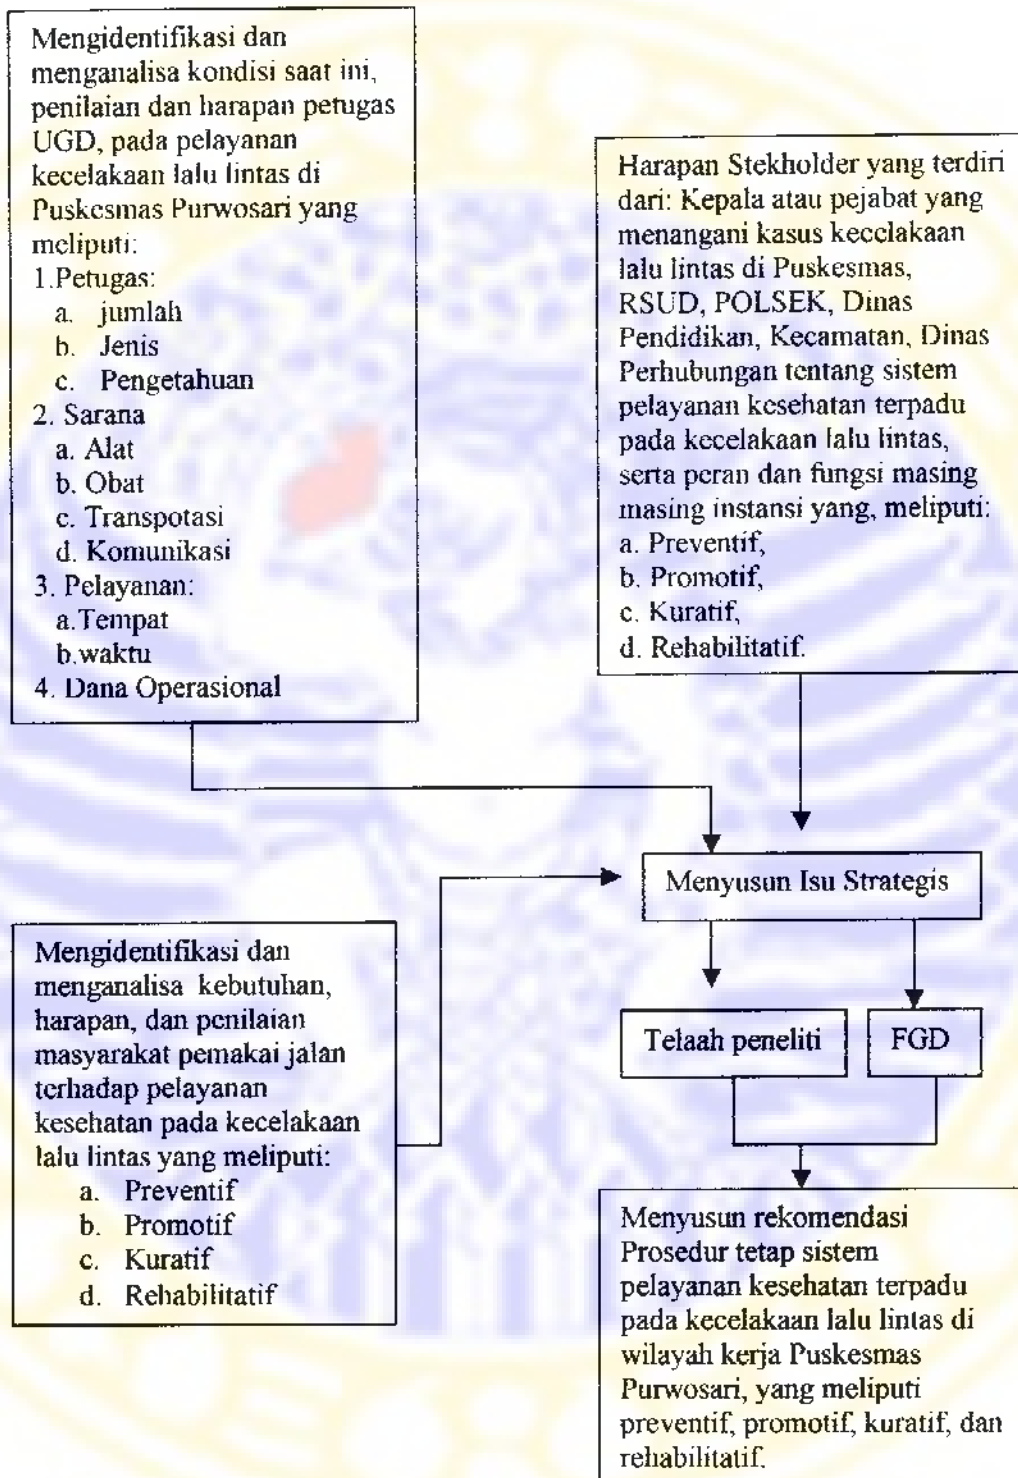 Mengidentifikasi dan
menganalisa kondisi saat ini,
penilaian dan harapan petugas
UGD, pada pelayanan
kecelakaan lalu lintas di
Puskesmas Purwosari yang
meliputi:
1.Petugas:
a. jumlah
b. Jenis
c. Pengetahuan
2. Sarana
a. Alat
b. Obat
c. Transpotasi
d. Komunikasi
3. Pelayanan:
a.Tempat
b.waktu
4. Dana Operasional
Harapan Stekholder yang terdiri
dari: Kepala atau pejabat yang
menangani kasus kecelakaan
lalu lintas di Puskesmas,
RSUD, POLSEK, Dinas
Pendidikan, Kecamatan, Dinas
Perhubungan tentang sistem
pelayanan kesehatan terpadu
pada kecelakaan lalu lintas,
serta peran dan fungsi masing
masing instansi yang, meliputi:
a. Preventif,
b. Promotif,
c. Kuratif,
d. Rehabilitatif.
Menyusun Isu Strategis
Mengidentifikasi dan
menganalisa kebutuhan,
harapan, dan penilaian
masyarakat pemakai jalan
terhadap pelayanan
kesehatan pada kecelakaan
lalu lintas yang meliputi:
a. Preventif
b. Promotif
c. Kuratif
d. Rehabilitatif
Telaah peneliti
FGD
Menyusun rekomendasi
Prosedur tetap sistem
pelayanan kesehatan terpadu
pada kecelakaan lalu lintas di
wilayah kerja Puskesmas
Purwosari, yang meliputi
preventif, promotif, kuratif, dan
rehabilitatif.